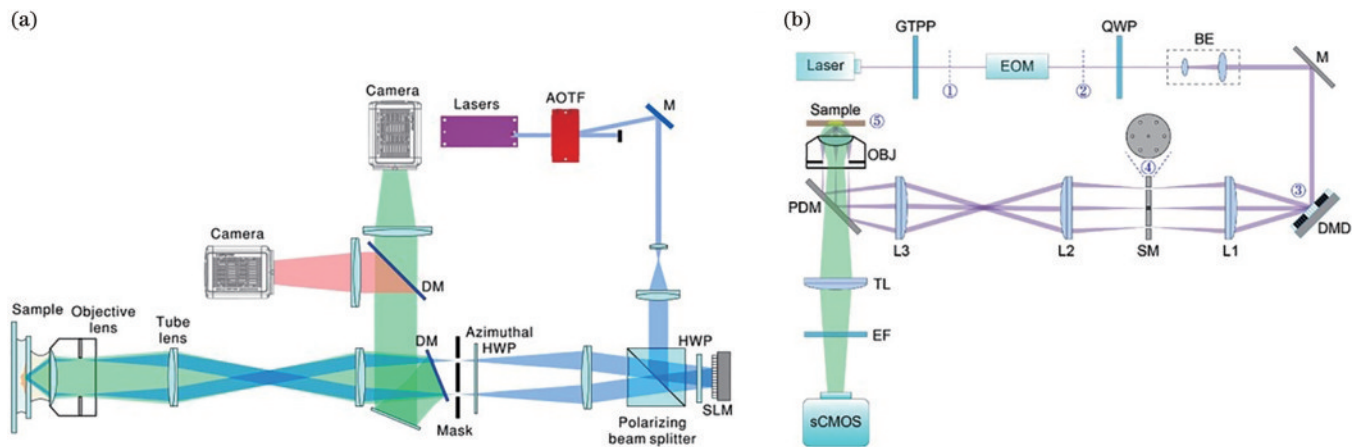 (a)
Camera
Lasers
AOTF
M
Camera
DM
Sample
Objective
lens
Tube
lens
DM
Azimuthal
HWP
HWP
SLM
Mask
Polarizing
beam splitter
(b)
GTPP
QWP
BE
M
Laser
EOM
①
②
Sample
⑤
④
OBJ
③
PDM
DMD
L3
L2
SM
L1
TL
EF
sCMOS